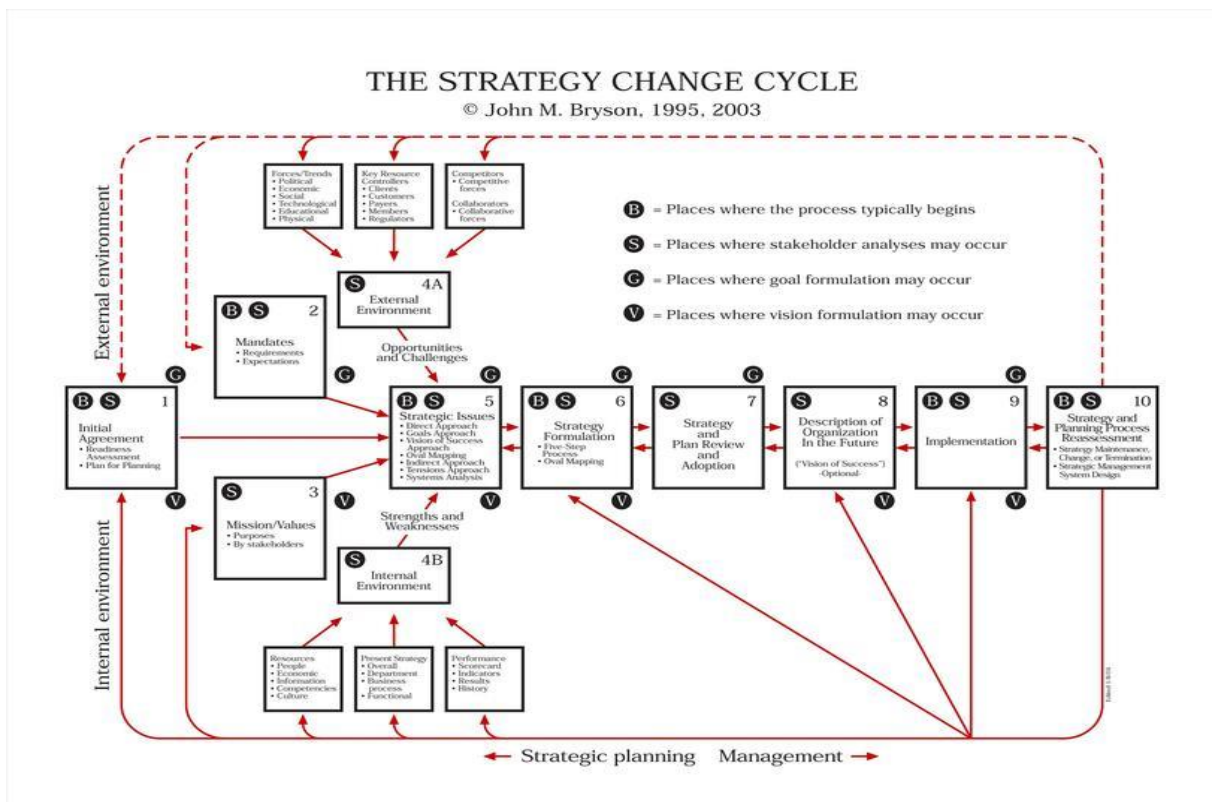 THE STRATEGY CHANGE CYCLE
© John M. Bryson, 1995, 2003
External environment
Forces/Trends
• Political
• Economic
• Social
• Technological
• Educational
• Physical
Key Resource
Controllers
• Clients
• Customers
• Payers
• Members
• Regulators
Competitors
• Competitive
forces
Collaborators
• Collaborative
forces
B = Places where the process typically begins
S = Places where stakeholder analyses may occur
G = Places where goal formulation may occur
V = Places where vision formulation may occur
S 4A
External
Environment
Opportunities
and Challenges
B S 2
Mandates
• Requirements
• Expectations
G
G
B S 1
Initial
Agreement
• Readiness
Assessment
• Plan for Planning
V
S 3
Mission/Values
• Purposes
• By stakeholders
V
G
B S 5
Strategic Issues
• Direct Approach
• Goals Approach
• Vision of Success
Approach
• Oval Mapping
• Indirect Approach
• Tensions Approach
• Systems Analysis
V
G
B S 6
Strategy
Formulation
• Five-Step
Process
• Oval Mapping
V
G
S 7
Strategy
and
Plan Review
and
Adoption
S 8
Description of
Organization
In the Future
("Vision of Success")
-Optional-
V
G
B S 9
Implementation
V
B S 10
Strategy and
Planning Process
Reassessment
• Strategy Maintenance,
Change, or Termination
• Strategic Management
System Design
Strengths and
Weaknesses
S 4B
Internal
Environment
Internal environment
Resources
• People
• Economic
• Information
• Competencies
• Culture
Present Strategy
• Overall
• Department
• Business
process
• Functional
Performance
• Scorecard
• Indicators
• Results
• History
Strategic planning Management